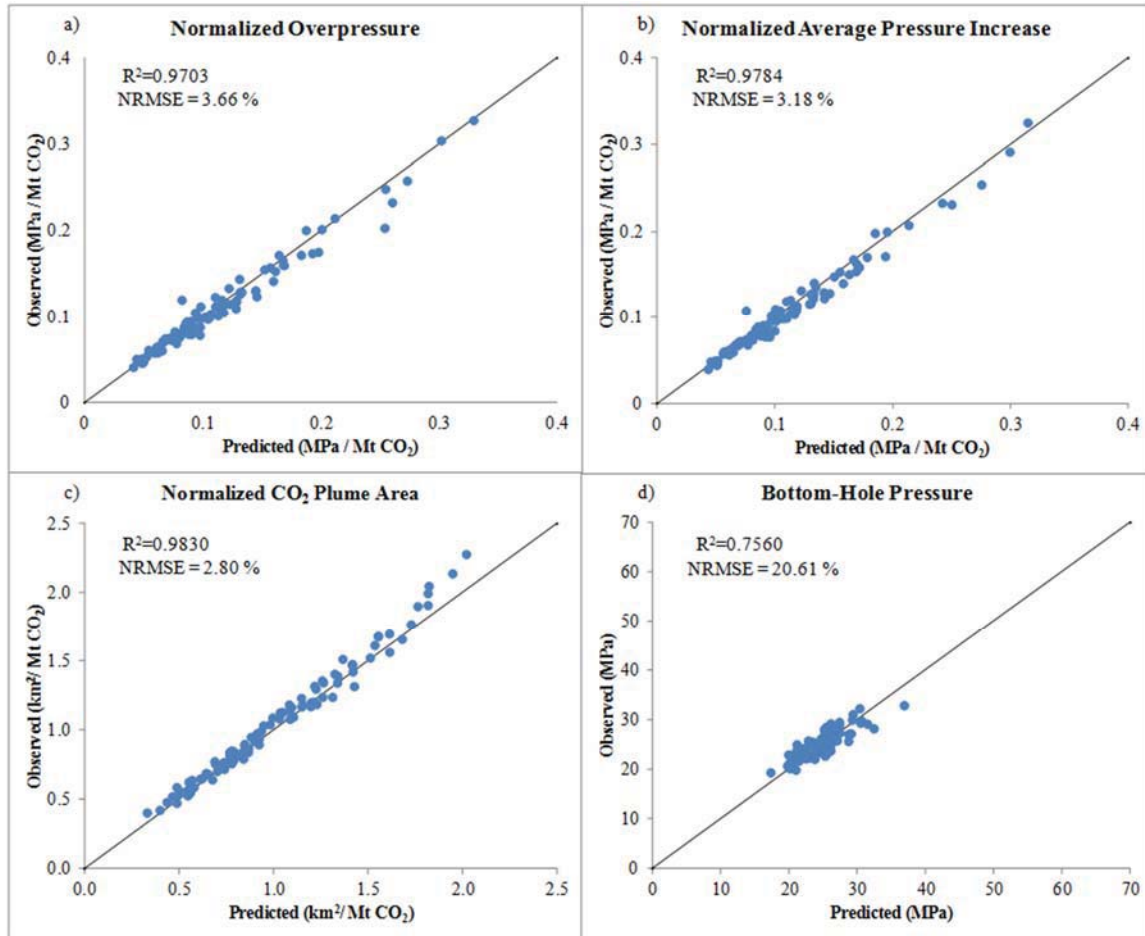 a)
Normalized Overpressure
R²=0.9703
NRMSE = 3.66 %
Observed (MPa / Mt CO₂)
0.4
0.3
0.2
0.1
0
0
0.1
0.2
0.3
0.4
Predicted (MPa / Mt CO₂)
b)
Normalized Average Pressure Increase
R²=0.9784
NRMSE = 3.18 %
Observed (MPa / Mt CO₂)
0.4
0.3
0.2
0.1
0
0
0.1
0.2
0.3
0.4
Predicted (MPa / Mt CO₂)
c)
Normalized CO₂ Plume Area
R²=0.9830
NRMSE = 2.80 %
Observed (km²/ Mt CO₂)
2.5
2.0
1.5
1.0
0.5
0.0
0.0
0.5
1.0
1.5
2.0
2.5
Predicted (km²/ Mt CO₂)
d)
Bottom-Hole Pressure
R²=0.7560
NRMSE = 20.61 %
Observed (MPa)
70
60
50
40
30
20
10
0
0
10
20
30
40
50
60
70
Predicted (MPa)